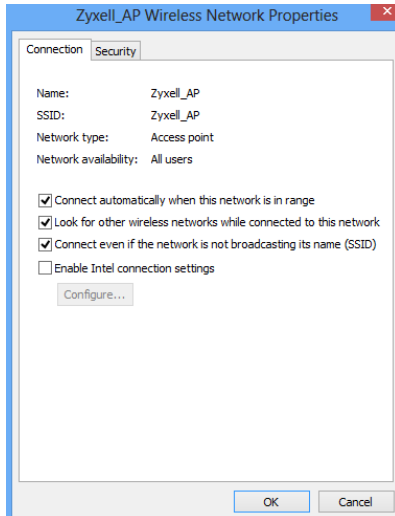 Zyxell_AP Wireless Network Properties
Connection Security
Name: Zyxell_AP
SSID: Zyxell_AP
Network type: Access point
Network availability: All users
Connect automatically when this network is in range
Look for other wireless networks while connected to this network
Connect even if the network is not broadcasting its name (SSID)
Enable Intel connection settings
Configure...
OK Cancel